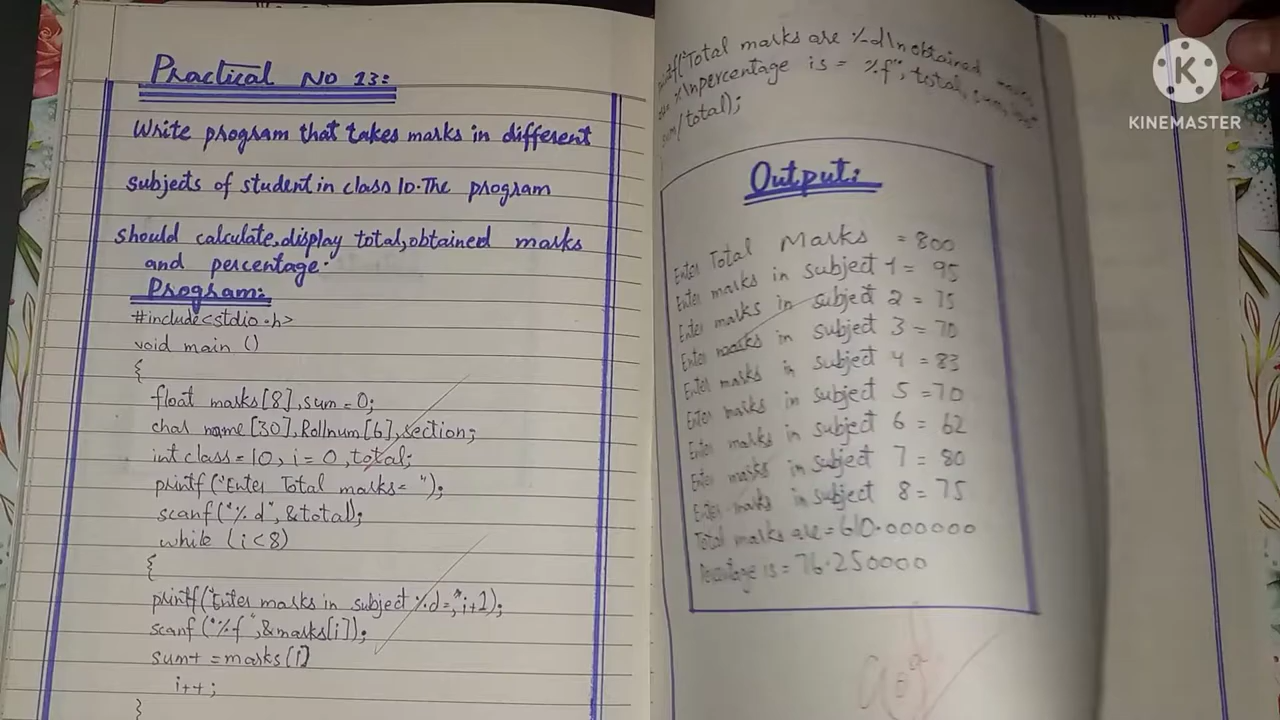 Practical No 13:
Write program that takes marks in different
subjects of student in class 10. The program
should calculate, display total, obtained marks
and percentage.
Program:
#include<stdio.h>
void main ()
{
float marks[8], sum=0;
char name[30], Rollnum[6], section;
int class=10, i=0, total;
printf("Enter Total marks= ");
scanf("%d", &total);
while (i<8)
{
printf("Enter marks in subject %d=", i+1);
scanf("%f", &marks[i]);
sum+=marks[i]
i++;
}
printf("Total marks are %d\n obtained
\npercentage is = %f", total, sum,
sum/total);
Output:
Enter Total Marks = 800
Enter marks in subject 1 = 95
Enter marks in subject 2 = 75
Enter marks in subject 3 = 70
Enter marks in subject 4 = 83
Enter marks in subject 5 = 70
Enter marks in subject 6 = 62
Enter marks in subject 7 = 80
Enter marks in subject 8 = 75
Total marks are = 610.000000
Percentage is = 76.250000
K
KINEMASTER